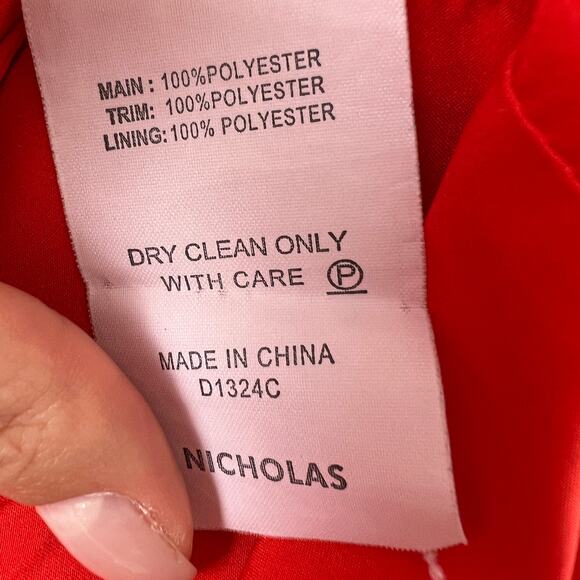 MAIN : 100%POLYESTER
TRIM: 100%POLYESTER
LINING: 100% POLYESTER
DRY CLEAN ONLY
WITH CARE P
MADE IN CHINA
D1324C
NICHOLAS